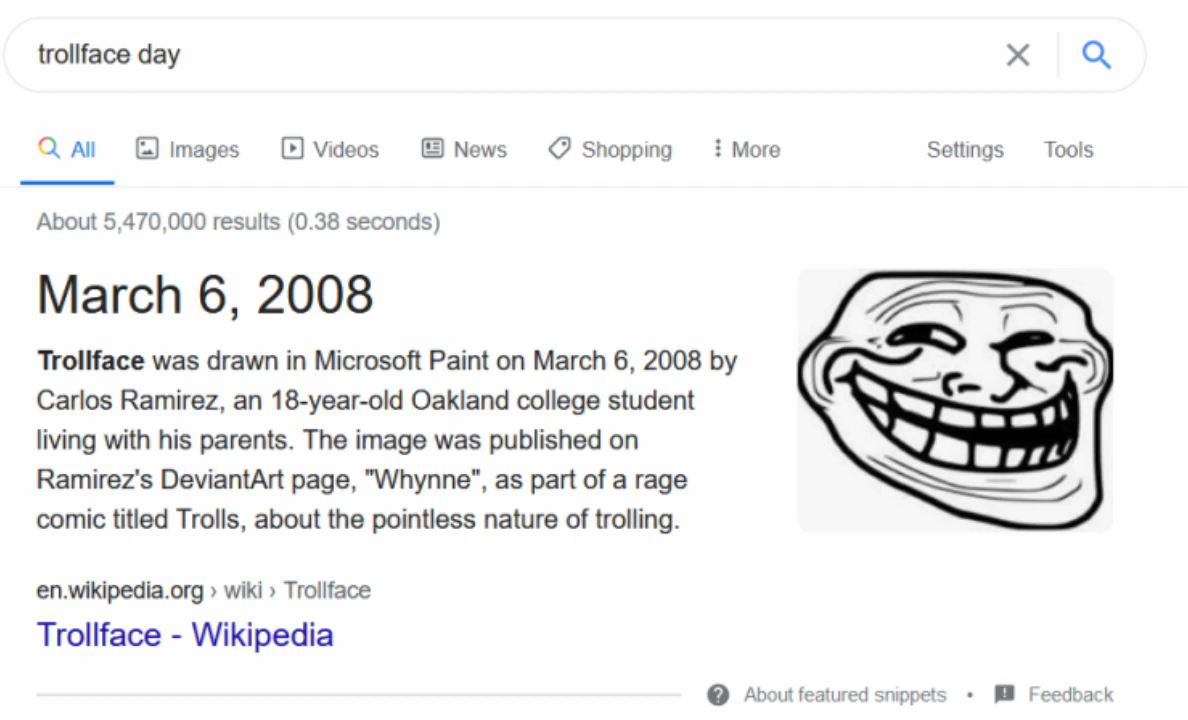 trollface day
All Images Videos News Shopping More Settings Tools
About 5,470,000 results (0.38 seconds)
March 6, 2008
Trollface was drawn in Microsoft Paint on March 6, 2008 by
Carlos Ramirez, an 18-year-old Oakland college student
living with his parents. The image was published on
Ramirez's DeviantArt page, "Whynne", as part of a rage
comic titled Trolls, about the pointless nature of trolling.
en.wikipedia.org › wiki › Trollface
Trollface - Wikipedia
About featured snippets • Feedback